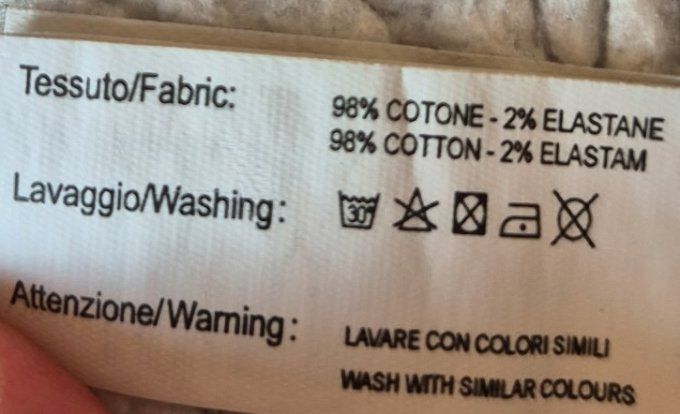 Tessuto/Fabric:
98% COTONE - 2% ELASTANE
98% COTTON - 2% ELASTAM
Lavaggio/Washing:
30°
Attenzione/Warning:
LAVARE CON COLORI SIMILI
WASH WITH SIMILAR COLOURS